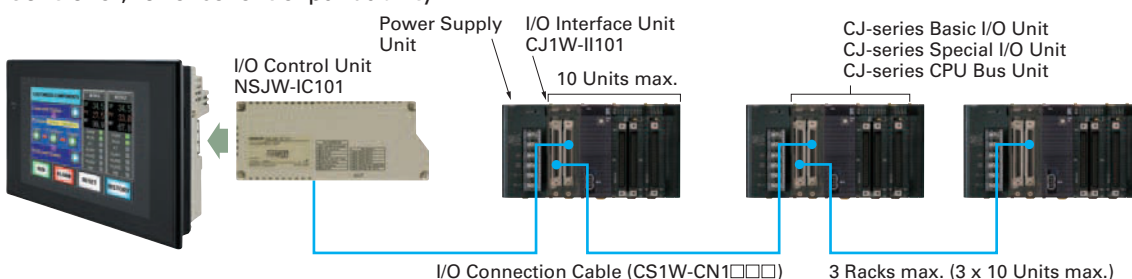 Power Supply
Unit
I/O Interface Unit
CJ1W-II101
10 Units max.
CJ-series Basic I/O Unit
CJ-series Special I/O Unit
CJ-series CPU Bus Unit
I/O Control Unit
NSJW-IC101
I/O Connection Cable (CS1W-CN1□□□)
3 Racks max. (3 x 10 Units max.)
RESET
HISTORY